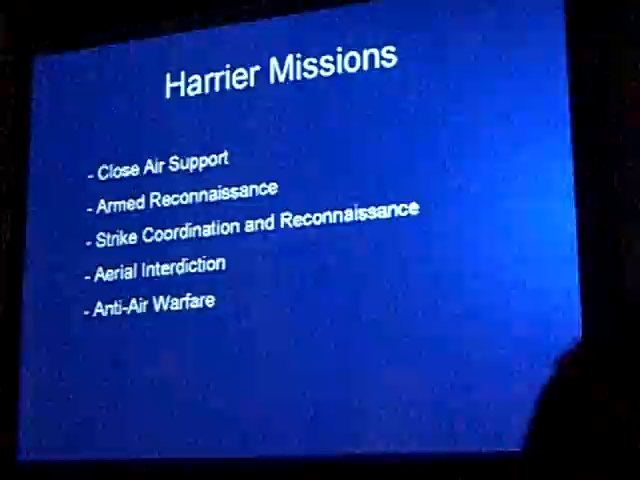 Harrier Missions
- Close Air Support
- Armed Reconnaissance
- Strike Coordination and Reconnaissance
- Aerial Interdiction
- Anti-Air Warfare